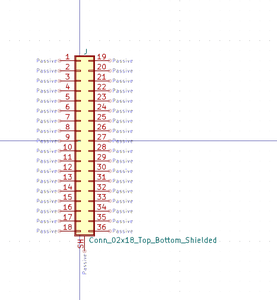 J
Passive 1 19 Passive
Passive 2 20 Passive
Passive 3 21 Passive
Passive 4 22 Passive
Passive 5 23 Passive
Passive 6 24 Passive
Passive 7 25 Passive
Passive 8 26 Passive
Passive 9 27 Passive
Passive 10 28 Passive
Passive 11 29 Passive
Passive 12 30 Passive
Passive 13 31 Passive
Passive 14 32 Passive
Passive 15 33 Passive
Passive 16 34 Passive
Passive 17 35 Passive
Passive 18 36 Passive
SH
Conn_02x18_Top_Bottom_Shielded
Passive